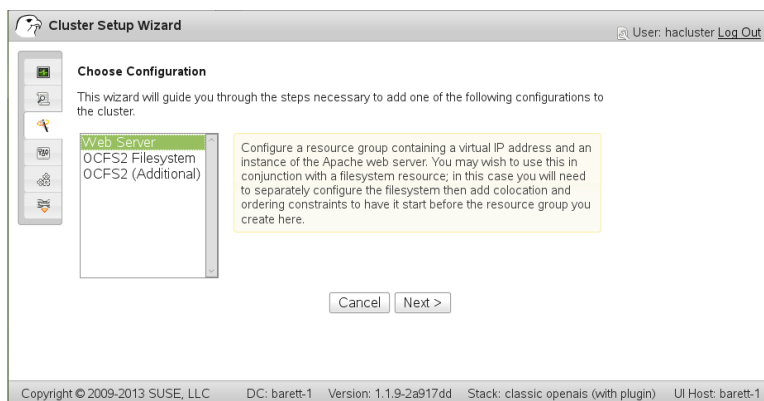 Cluster Setup Wizard
User: hacluster Log Out
Choose Configuration
This wizard will guide you through the steps necessary to add one of the following configurations to
the cluster.
Web Server
OCFS2 Filesystem
OCFS2 (Additional)
Configure a resource group containing a virtual IP address and an
instance of the Apache web server. You may wish to use this in
conjunction with a filesystem resource; in this case you will need
to separately configure the filesystem then add colocation and
ordering constraints to have it start before the resource group you
create here.
Cancel
Next >
Copyright © 2009-2013 SUSE, LLC
DC: barett-1
Version: 1.1.9-2a917dd
Stack: classic openais (with plugin)
UI Host: barett-1